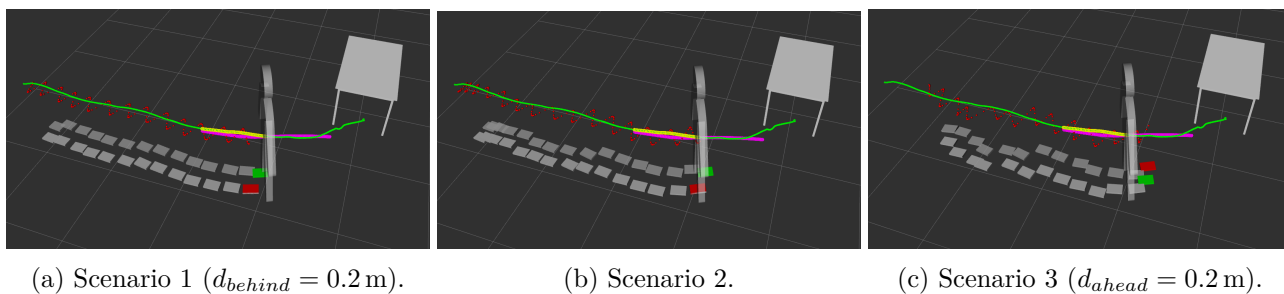 (a) Scenario 1 (d_behind = 0.2 m).
(b) Scenario 2.
(c) Scenario 3 (d_ahead = 0.2 m).